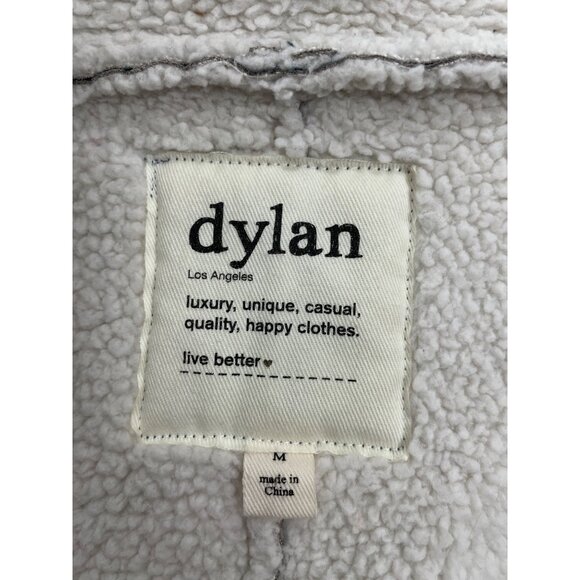 dylan
Los Angeles
luxury, unique, casual,
quality, happy clothes.
live better♥
M
made in
China